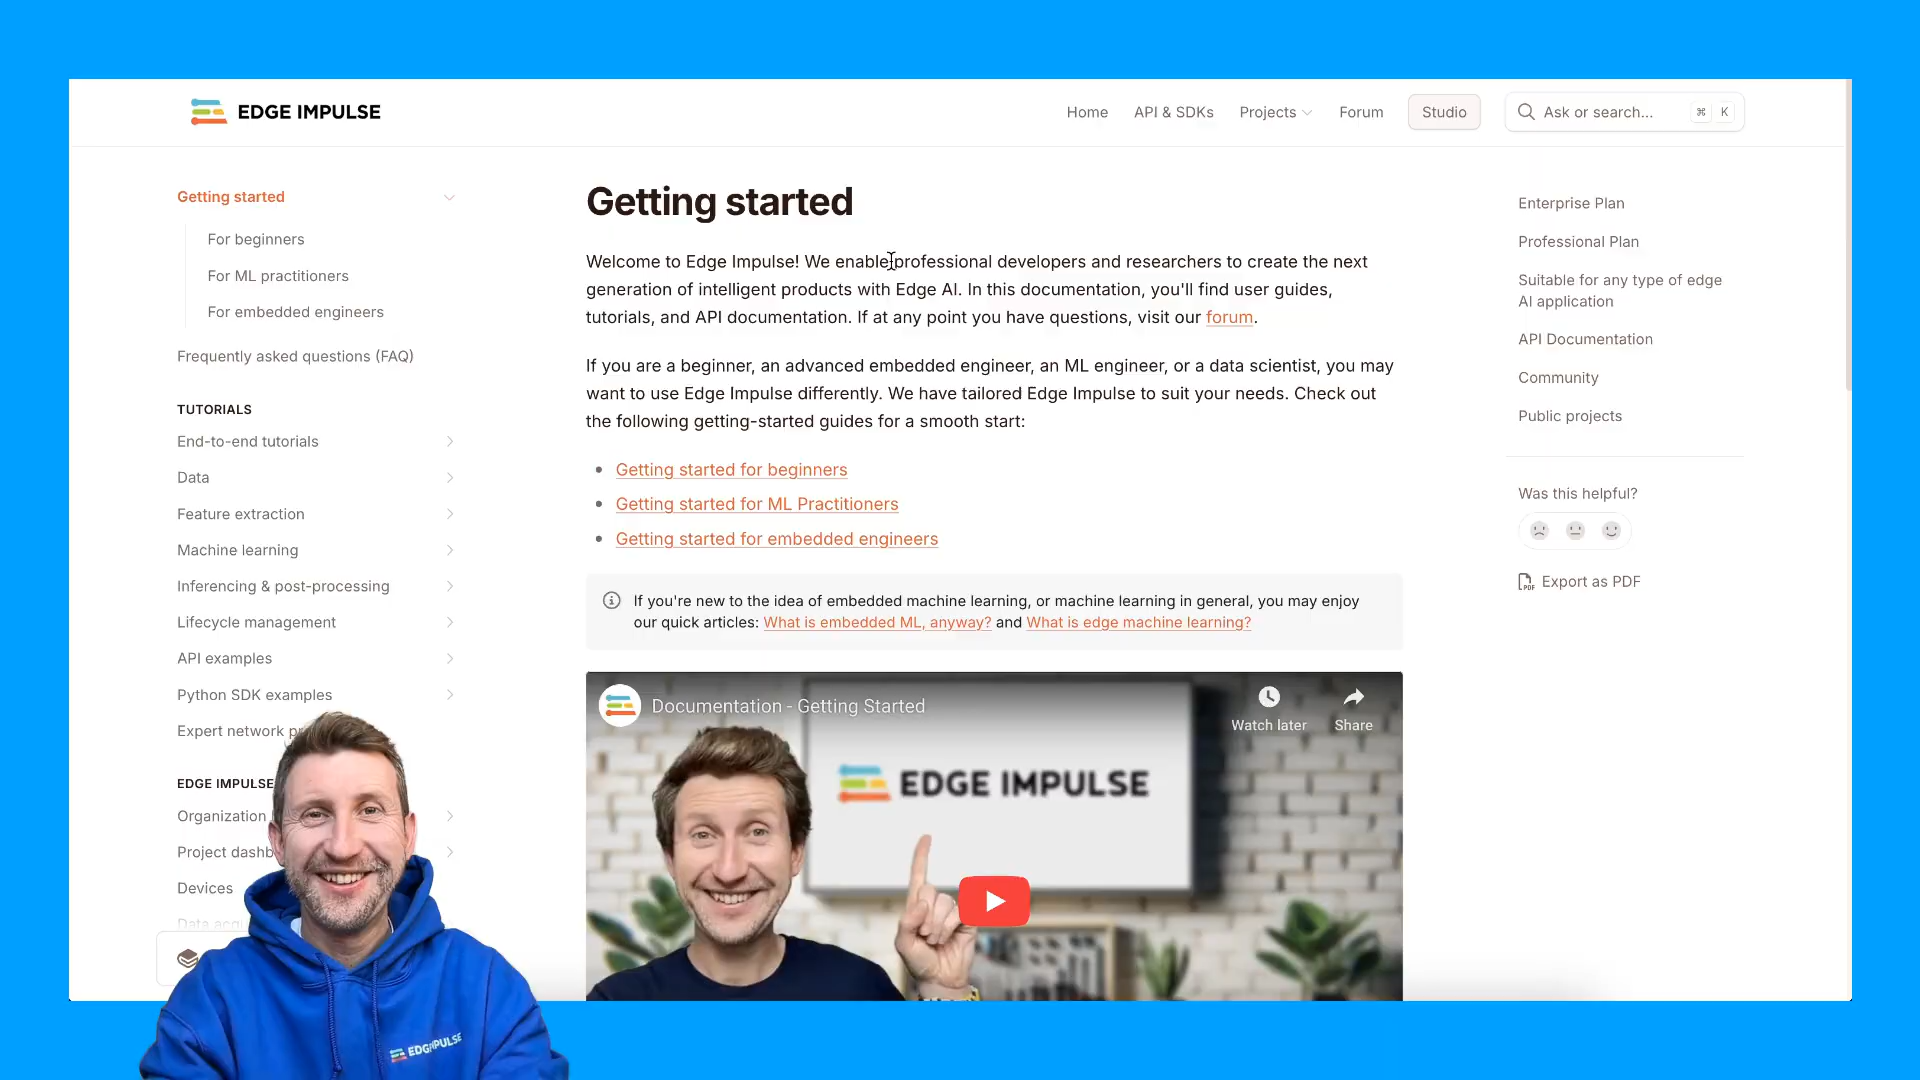 EDGE IMPULSE
Home
API & SDKs
Projects
Forum
Studio
Ask or search...
⌘
K
Getting started
For beginners
For ML practitioners
For embedded engineers
Frequently asked questions (FAQ)
TUTORIALS
End-to-end tutorials
Data
Feature extraction
Machine learning
Inferencing & post-processing
Lifecycle management
API examples
Python SDK examples
Expert network
EDGE IMPULSE
Organization
Project
Devices
Data
Getting started
Welcome to Edge Impulse! We enable professional developers and researchers to create the next
generation of intelligent products with Edge AI. In this documentation, you'll find user guides,
tutorials, and API documentation. If at any point you have questions, visit our forum.
If you are a beginner, an advanced embedded engineer, an ML engineer, or a data scientist, you may
want to use Edge Impulse differently. We have tailored Edge Impulse to suit your needs. Check out
the following getting-started guides for a smooth start:
Getting started for beginners
Getting started for ML Practitioners
Getting started for embedded engineers
If you're new to the idea of embedded machine learning, or machine learning in general, you may enjoy
our quick articles: What is embedded ML, anyway? and What is edge machine learning?
Documentation - Getting Started
Watch later
Share
EDGE IMPULSE
Enterprise Plan
Professional Plan
Suitable for any type of edge
AI application
API Documentation
Community
Public projects
Was this helpful?
PDF
Export as PDF